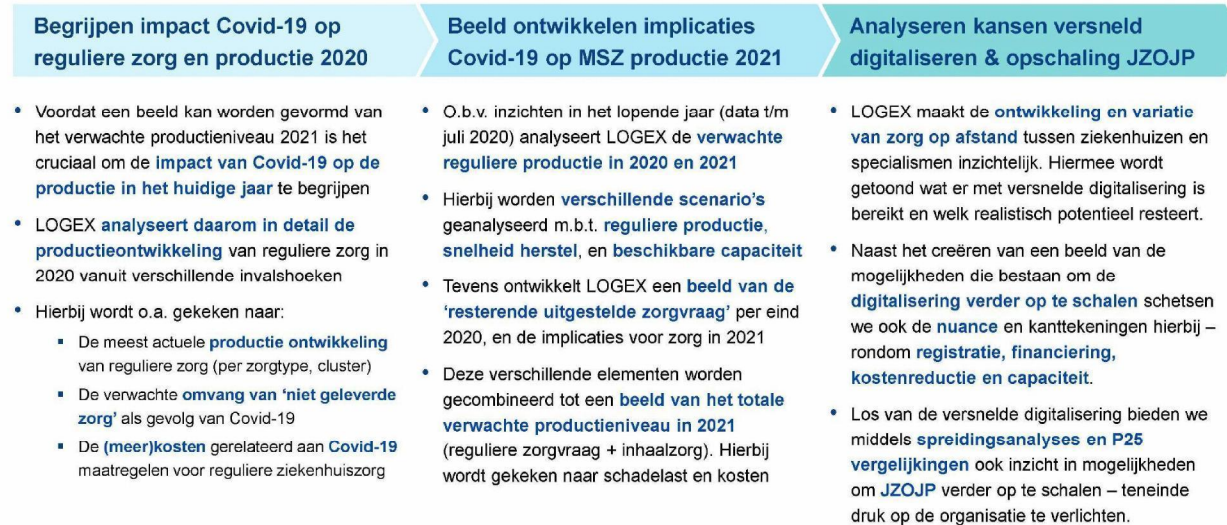 Begrijpen impact Covid-19 op
reguliere zorg en productie 2020
• Voordat een beeld kan worden gevormd van
het verwachte productieniveau 2021 is het
cruciaal om de impact van Covid-19 op de
productie in het huidige jaar te begrijpen
• LOGEX analyseert daarom in detail de
productieontwikkeling van reguliere zorg in
2020 vanuit verschillende invalshoeken
• Hierbij wordt o.a. gekeken naar:
▪ De meest actuele productie ontwikkeling
van reguliere zorg (per zorgtype, cluster)
▪ De verwachte omvang van ‘niet geleverde
zorg’ als gevolg van Covid-19
▪ De (meer)kosten gerelateerd aan Covid-19
maatregelen voor reguliere ziekenhuiszorg
Beeld ontwikkelen implicaties
Covid-19 op MSZ productie 2021
• O.b.v. inzichten in het lopende jaar (data t/m
juli 2020) analyseert LOGEX de verwachte
reguliere productie in 2020 en 2021
• Hierbij worden verschillende scenario’s
geanalyseerd m.b.t. reguliere productie,
snelheid herstel, en beschikbare capaciteit
• Tevens ontwikkelt LOGEX een beeld van de
‘resterende uitgestelde zorgvraag’ per eind
2020, en de implicaties voor zorg in 2021
• Deze verschillende elementen worden
gecombineerd tot een beeld van het totale
verwachte productieniveau in 2021
(reguliere zorgvraag + inhaalzorg). Hierbij
wordt gekeken naar schadelast en kosten
Analyseren kansen versneld
digitaliseren & opschaling JZOJP
• LOGEX maakt de ontwikkeling en variatie
van zorg op afstand tussen ziekenhuizen en
specialismen inzichtelijk. Hiermee wordt
getoond wat er met versnelde digitalisering is
bereikt en welk realistisch potentieel resteert.
• Naast het creëren van een beeld van de
mogelijkheden die bestaan om de
digitalisering verder op te schalen schetsen
we ook de nuance en kanttekeningen hierbij –
rondom registratie, financiering,
kostenreductie en capaciteit.
• Los van de versnelde digitalisering bieden we
middels spreidingsanalyses en P25
vergelijkingen ook inzicht in mogelijkheden
om JZOJP verder op te schalen – teneinde
druk op de organisatie te verlichten.